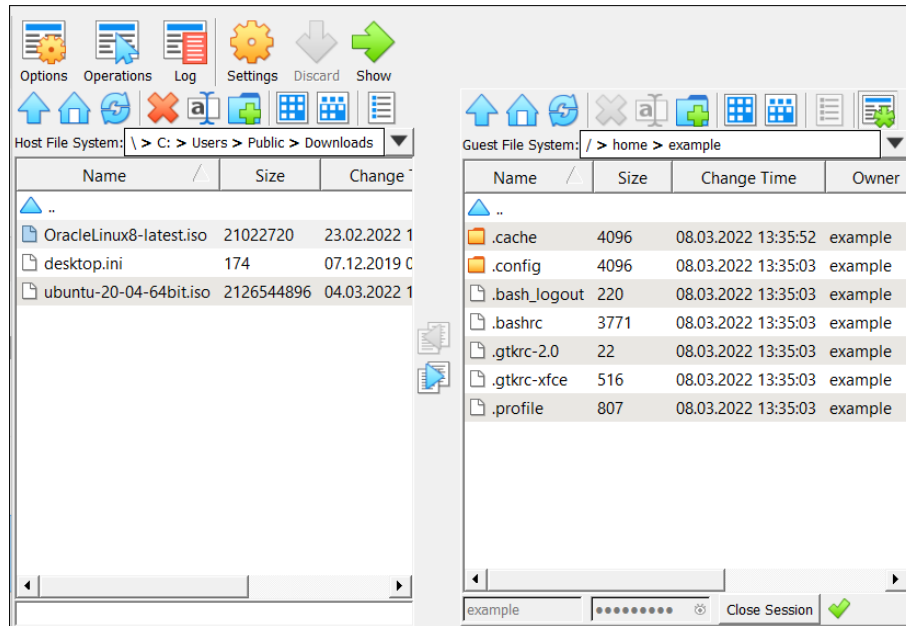 Options Operations Log Settings Discard Show
Host File System: \ > C: > Users > Public > Downloads
Name Size Change
..
OracleLinux8-latest.iso 21022720 23.02.2022 1
desktop.ini 174 07.12.2019 0
ubuntu-20-04-64bit.iso 2126544896 04.03.2022 1
Guest File System: / > home > example
Name Size Change Time Owner
..
.cache 4096 08.03.2022 13:35:52 example
.config 4096 08.03.2022 13:35:03 example
.bash_logout 220 08.03.2022 13:35:03 example
.bashrc 3771 08.03.2022 13:35:03 example
.gtkrc-2.0 22 08.03.2022 13:35:03 example
.gtkrc-xfce 516 08.03.2022 13:35:03 example
.profile 807 08.03.2022 13:35:03 example
example ●●●●●●●●● Close Session